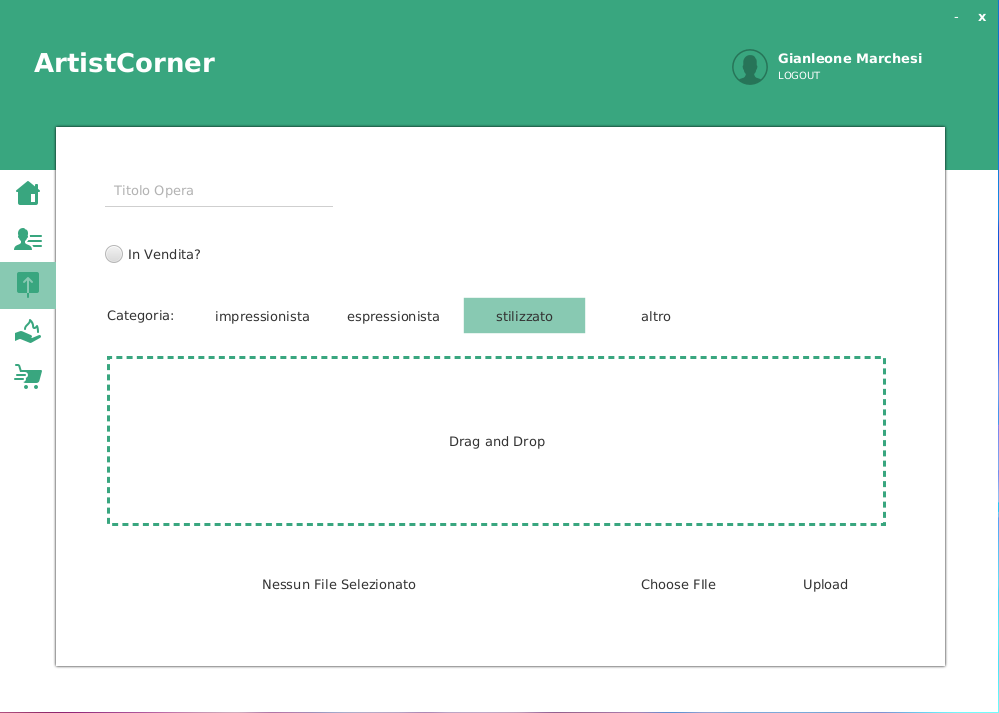 - x
ArtistCorner
Gianleone Marchesi
LOGOUT
Titolo Opera
In Vendita?
Categoria: impressionista espressionista stilizzato altro
Drag and Drop
Nessun File Selezionato Choose FIle Upload